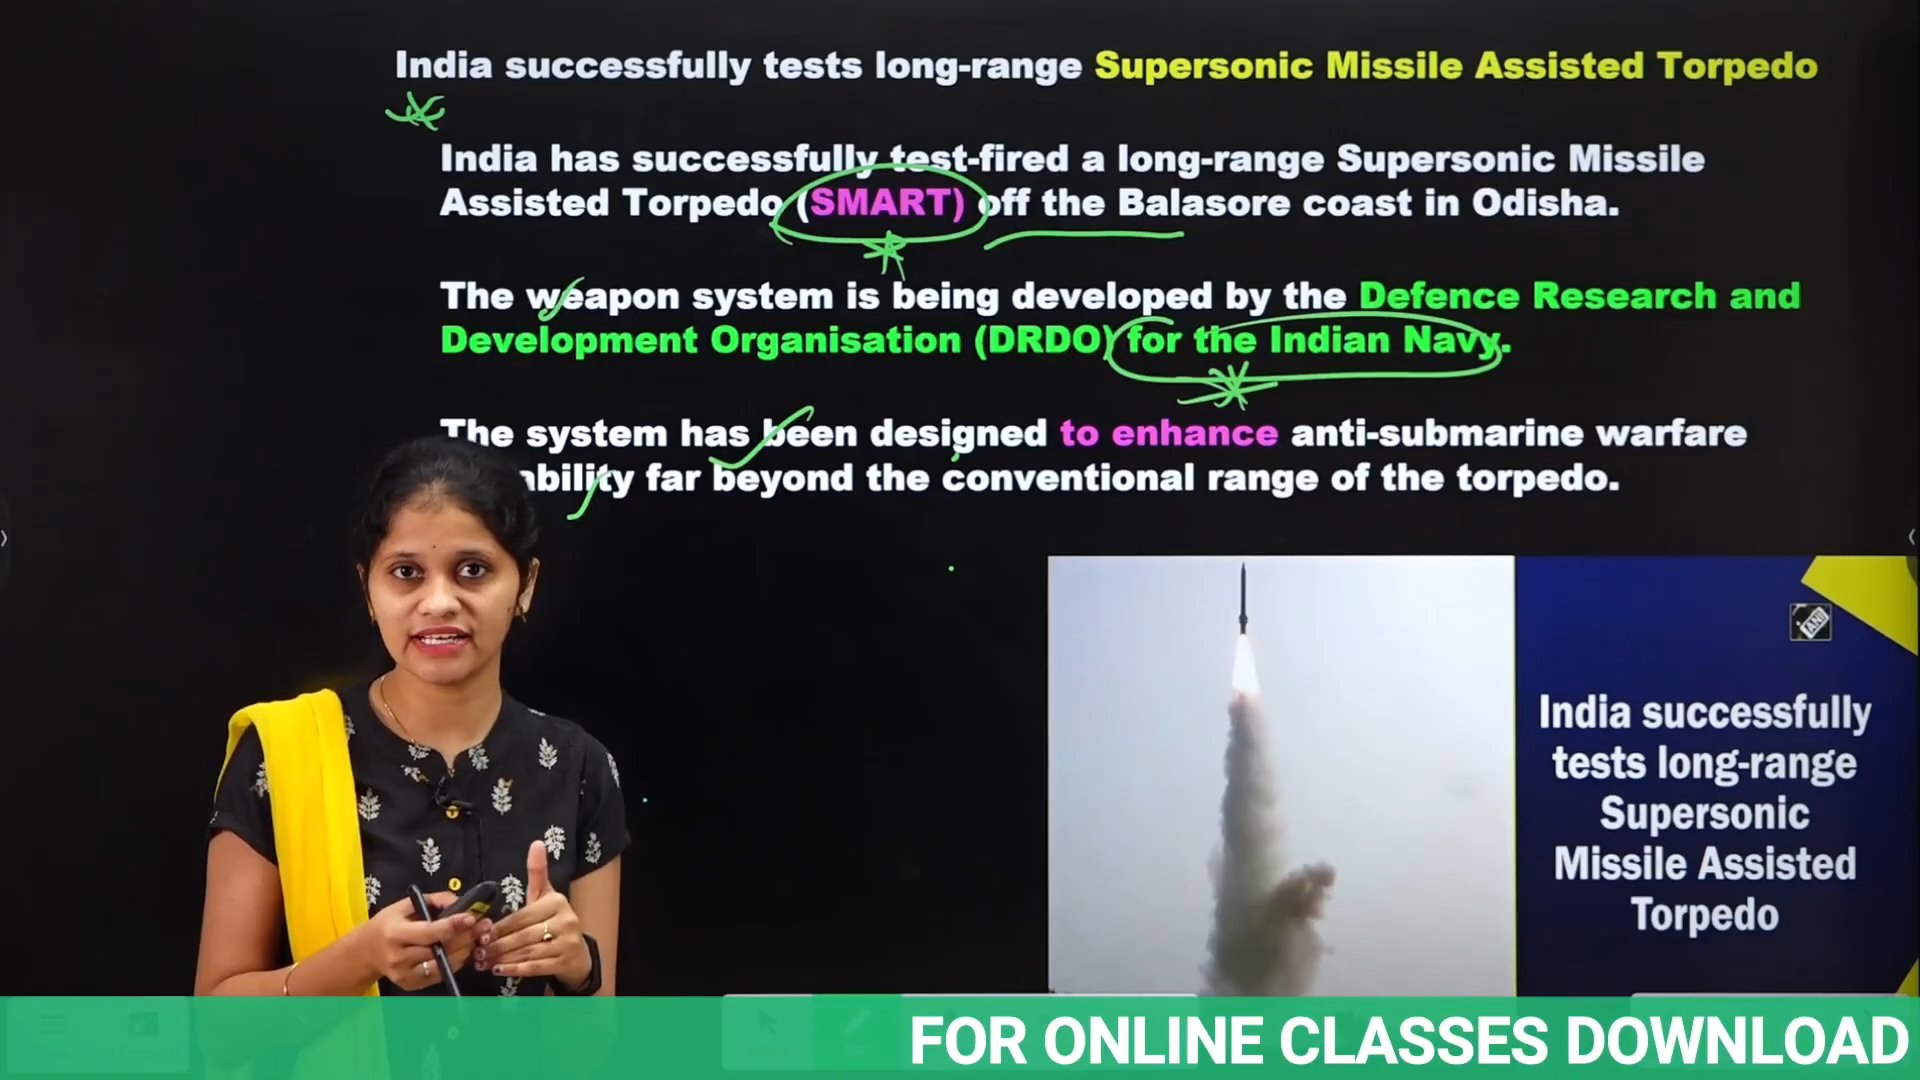 India successfully tests long-range Supersonic Missile Assisted Torpedo
India has successfully test-fired a long-range Supersonic Missile
Assisted Torpedo (SMART) off the Balasore coast in Odisha.
The weapon system is being developed by the Defence Research and
Development Organisation (DRDO) for the Indian Navy.
The system has been designed to enhance anti-submarine warfare
far beyond the conventional range of the torpedo.
ANI
India successfully
tests long-range
Supersonic
Missile Assisted
Torpedo
FOR ONLINE CLASSES DOWNLOAD